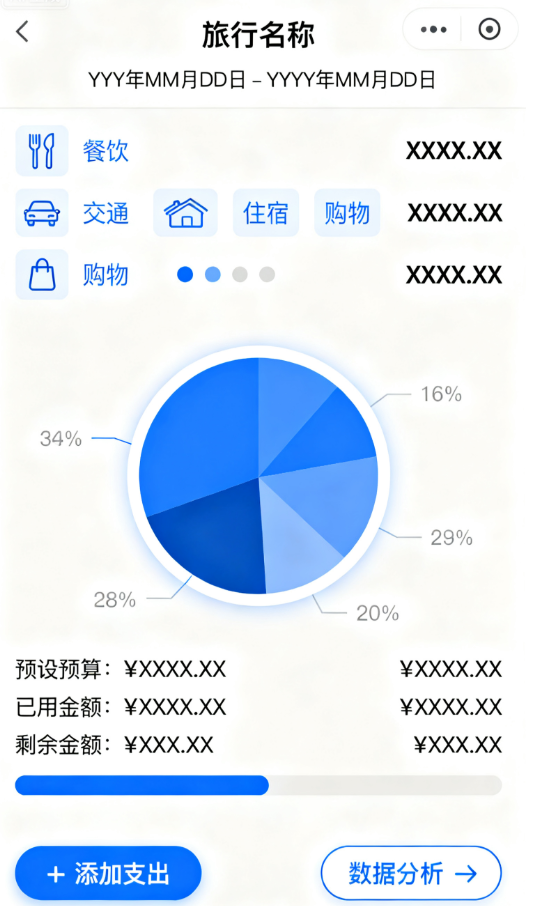 旅行名称
YYY年MM月DD日 – YYYY年MM月DD日
餐饮 XXXX.XX
交通 住宿 购物 XXXX.XX
购物 XXXX.XX
16%
34%
29%
28%
20%
预设预算：¥XXXX.XX ¥XXXX.XX
已用金额：¥XXXX.XX ¥XXXX.XX
剩余金额：¥XXX.XX ¥XXX.XX
+ 添加支出 数据分析 →